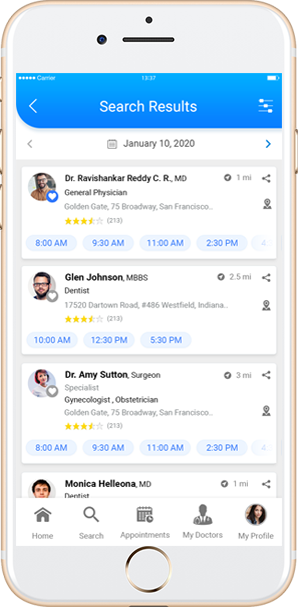 Carrier 13:37
Search Results
January 10, 2020
Dr. Ravishankar Reddy C. R., MD 1 mi
General Physician
Golden Gate, 75 Broadway, San Francisco..
(213)
8:00 AM 9:30 AM 11:00 AM 2:30 PM
Glen Johnson, MBBS 2.5 mi
Dentist
17520 Dartown Road, #486 Westfield, Indiana..
(213)
10:00 AM 12:30 PM 5:30 PM
Dr. Amy Sutton, Surgeon 3 mi
Specialist
Gynecologist , Obstetrician
Golden Gate, 75 Broadway, San Francisco..
(213)
8:00 AM 9:30 AM 11:00 AM 2:30 PM
Monica Helleona, MD 1 mi
Dentist
Home Search Appointments My Doctors My Profile